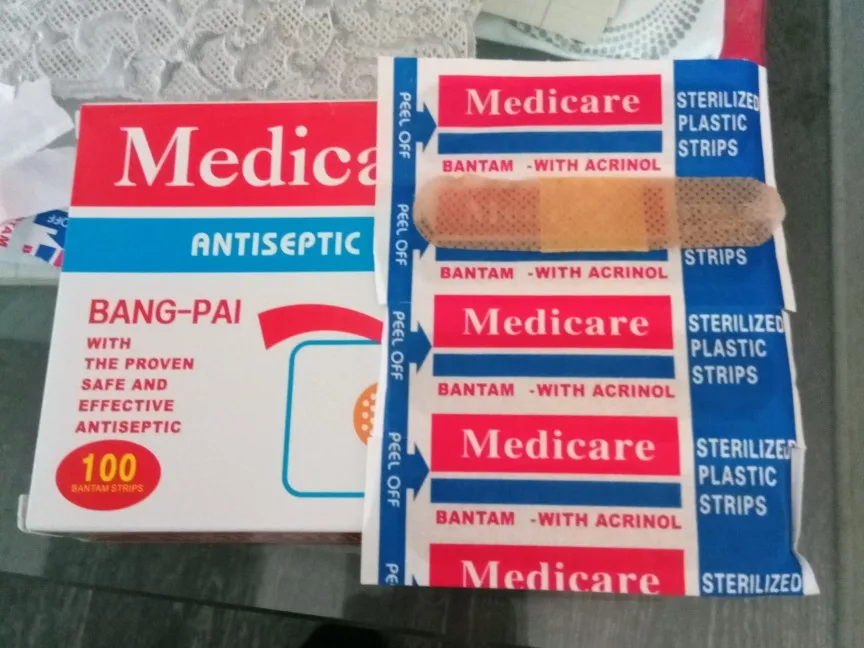 Medica
ANTISEPTIC
BANG-PAI
WITH
THE PROVEN
SAFE AND
EFFECTIVE
ANTISEPTIC
100
BANTAM STRIPS
PEEL OFF
Medicare
BANTAM -WITH ACRINOL
STERILIZED
PLASTIC
STRIPS
PEEL OFF
BANTAM -WITH ACRINOL
STRIPS
PEEL OFF
Medicare
BANTAM -WITH ACRINOL
STERILIZED
PLASTIC
STRIPS
PEEL OFF
Medicare
BANTAM -WITH ACRINOL
STERILIZED
PLASTIC
STRIPS
PE
Medicare
STERILIZED